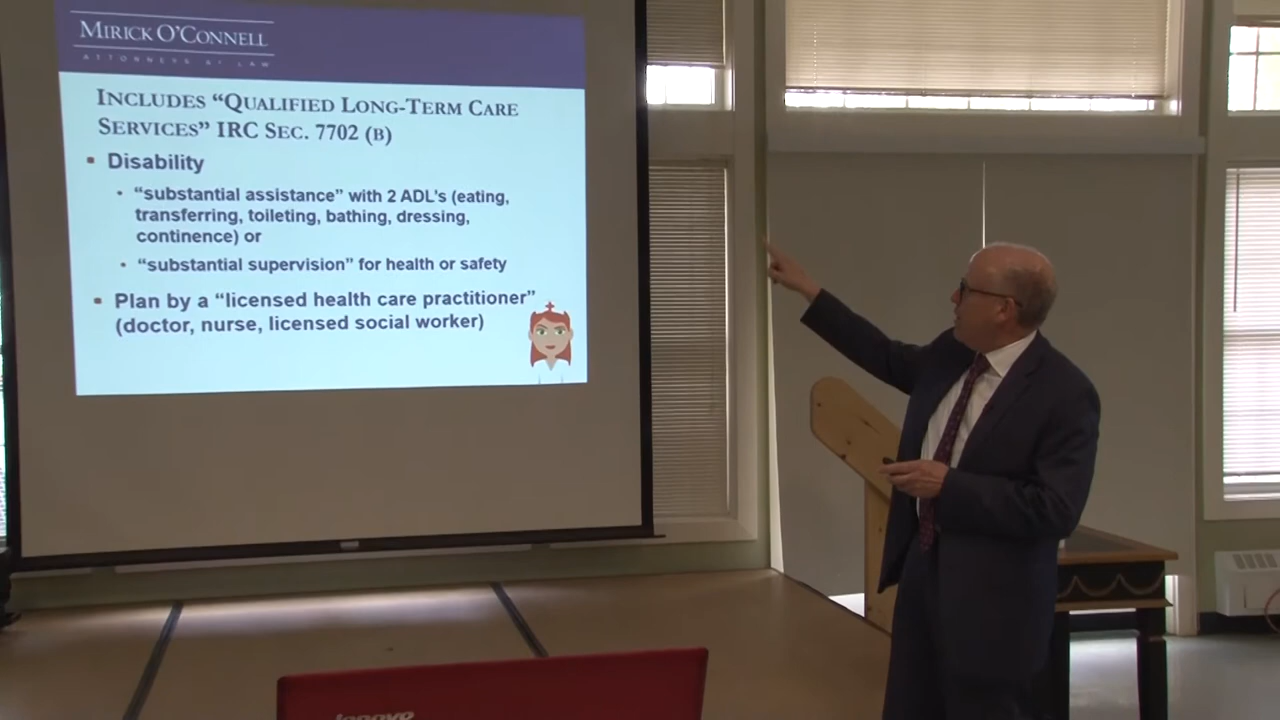 MIRICK O'CONNELL
ATTORNEYS AT LAW
INCLUDES “QUALIFIED LONG-TERM CARE
SERVICES” IRC SEC. 7702 (B)
▪ Disability
• “substantial assistance” with 2 ADL's (eating,
transferring, toileting, bathing, dressing,
continence) or
• “substantial supervision” for health or safety
▪ Plan by a “licensed health care practitioner”
(doctor, nurse, licensed social worker)
lenovo